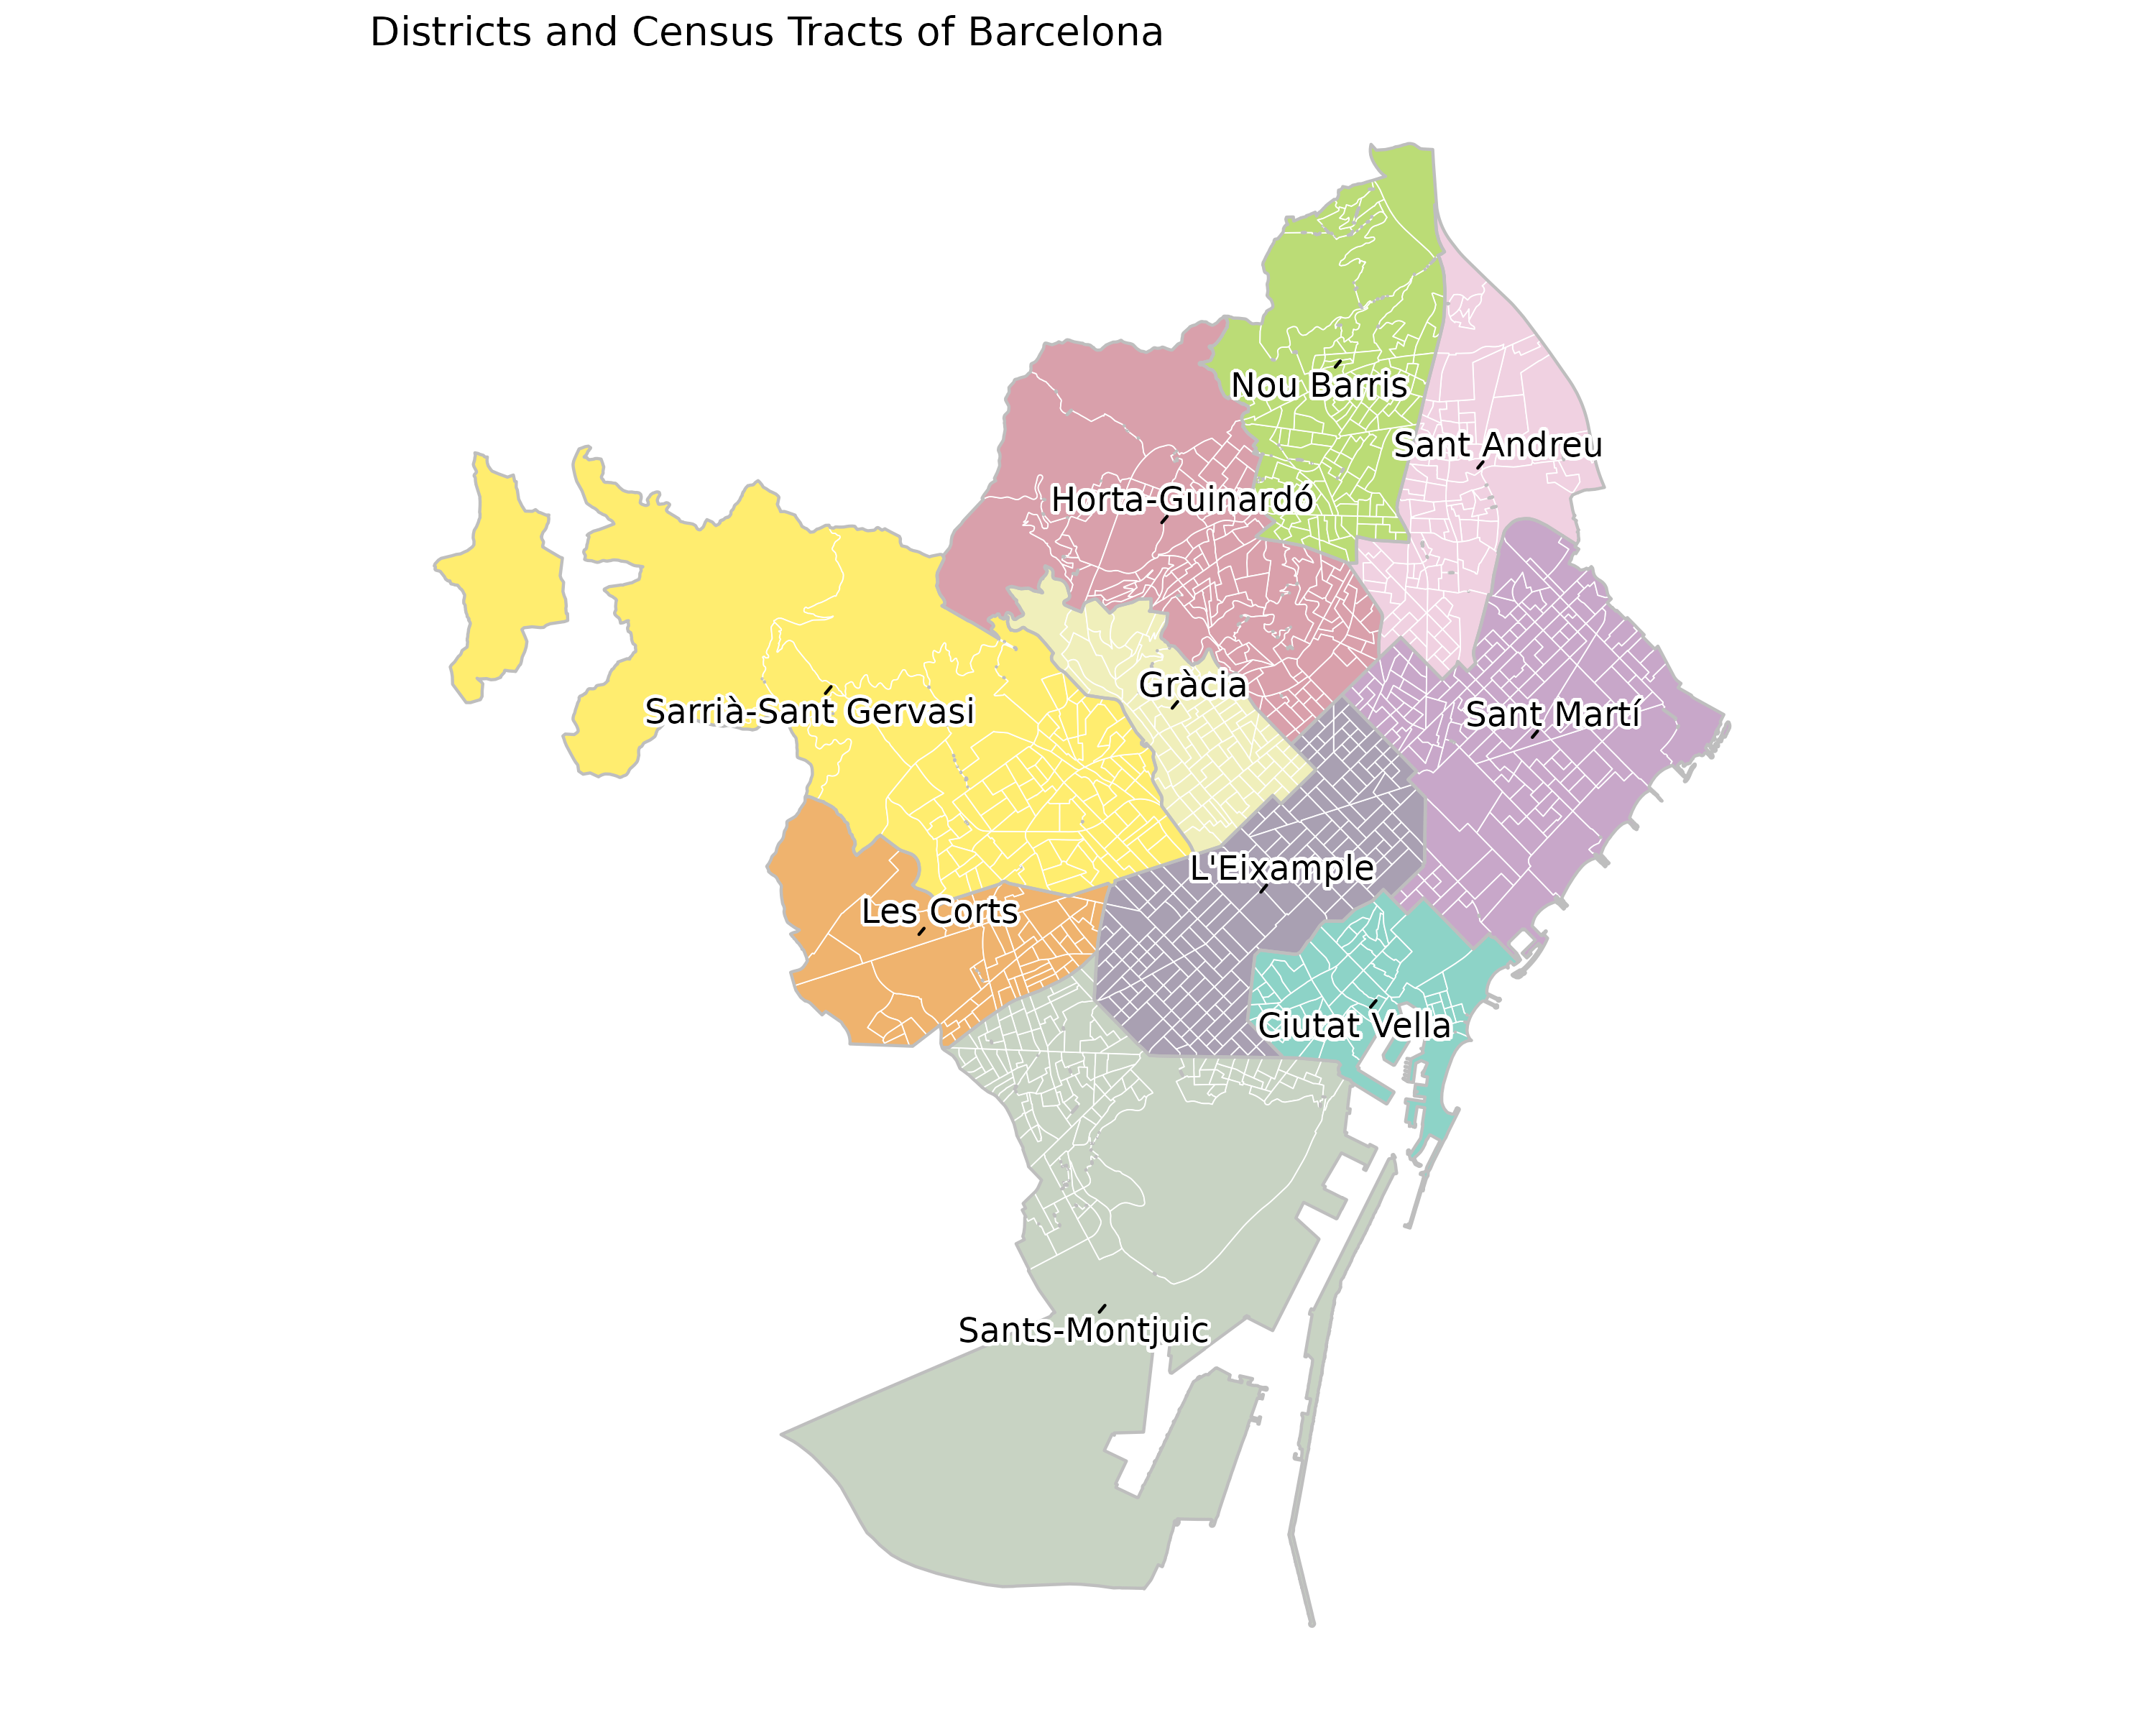 Districts and Census Tracts of Barcelona
Nou Barris
Sant Andreu
Horta-Guinardó
Gràcia
Sarrià-Sant Gervasi
Sant Martí
L'Eixample
Les Corts
Ciutat Vella
Sants-Montjuic